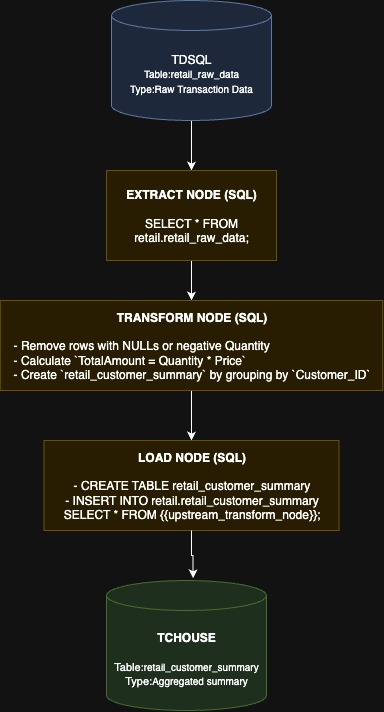 TDSQL
Table:retail_raw_data
Type:Raw Transaction Data
EXTRACT NODE (SQL)
SELECT * FROM
retail.retail_raw_data;
TRANSFORM NODE (SQL)
- Remove rows with NULLs or negative Quantity
- Calculate `TotalAmount = Quantity * Price`
- Create `retail_customer_summary` by grouping by `Customer_ID`
LOAD NODE (SQL)
- CREATE TABLE retail_customer_summary
- INSERT INTO retail.retail_customer_summary
SELECT * FROM {{upstream_transform_node}};
TCHOUSE
Table:retail_customer_summary
Type:Aggregated summary